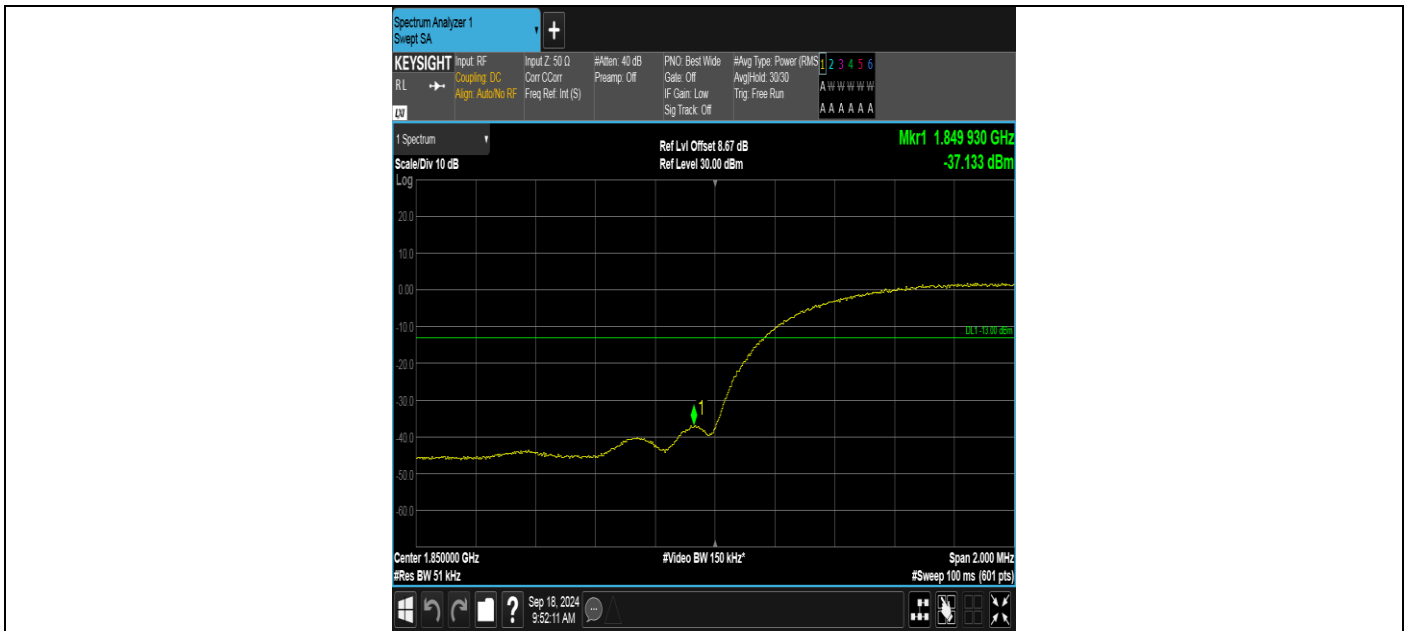 Spectrum Analyzer 1
Swept SA
KEYSIGHT
RL
LXI
Input: RF
Coupling: DC
Align: Auto/No RF
Input Z: 50 Ω
Corr CCorr
Freq Ref: Int (S)
#Atten: 40 dB
Preamp: Off
PNO: Best Wide
Gate: Off
IF Gain: Low
Sig Track: Off
#Avg Type: Power (RMS
Avg|Hold: 30/30
Trig: Free Run
1 2 3 4 5 6
A W W W W W
A A A A A A
1 Spectrum
Scale/Div 10 dB
Ref Lvl Offset 8.67 dB
Ref Level 30.00 dBm
Mkr1 1.849 930 GHz
-37.133 dBm
Log
20.0
10.0
0.00
-10.0
DL1 -13.00 dBm
-20.0
-30.0
1
-40.0
-50.0
-60.0
Center 1.850000 GHz
#Video BW 150 kHz*
Span 2.000 MHz
#Res BW 51 kHz
#Sweep 100 ms (601 pts)
?
Sep 18, 2024
9:52:11 AM